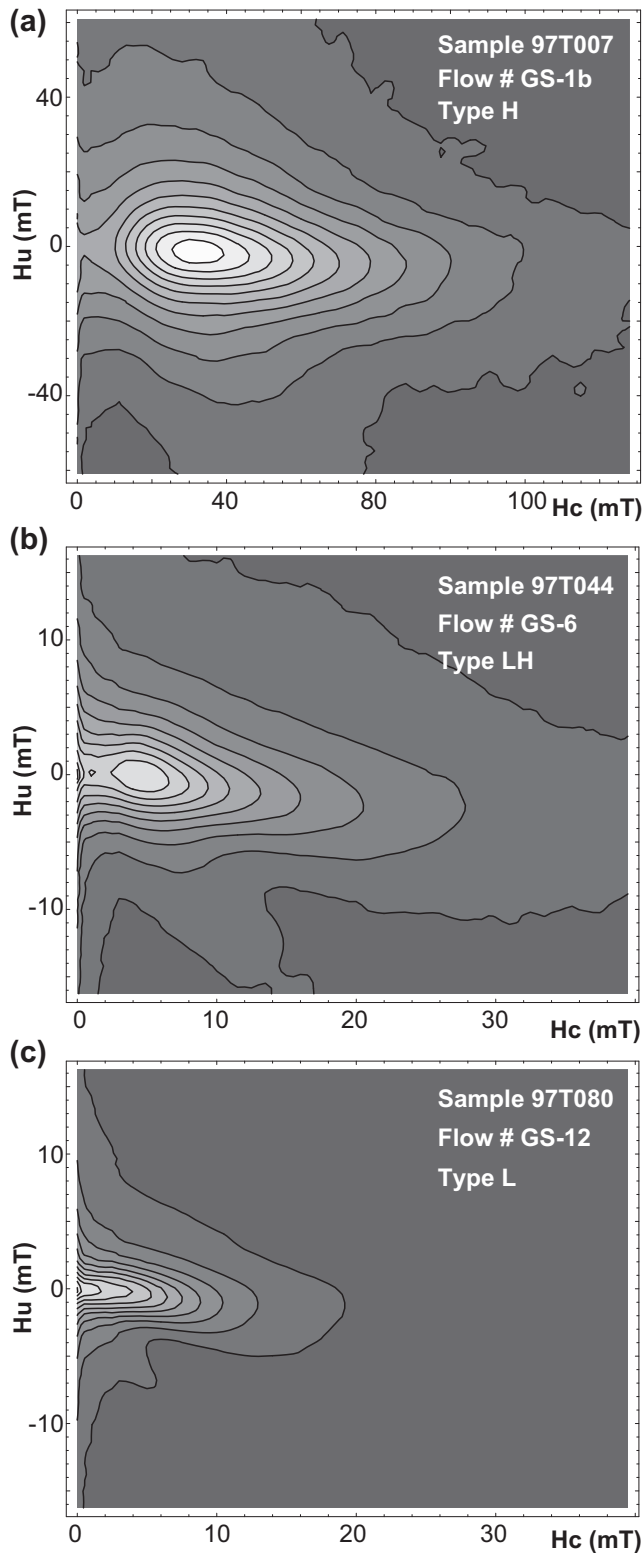 (a)
Sample 97T007
Flow # GS-1b
Type H
Hu (mT)
40
0
-40
0 20 40 60 80 100 Hc (mT)
(b)
Sample 97T044
Flow # GS-6
Type LH
Hu (mT)
10
0
-10
0 10 20 30 Hc (mT)
(c)
Sample 97T080
Flow # GS-12
Type L
Hu (mT)
10
0
-10
0 10 20 30 Hc (mT)